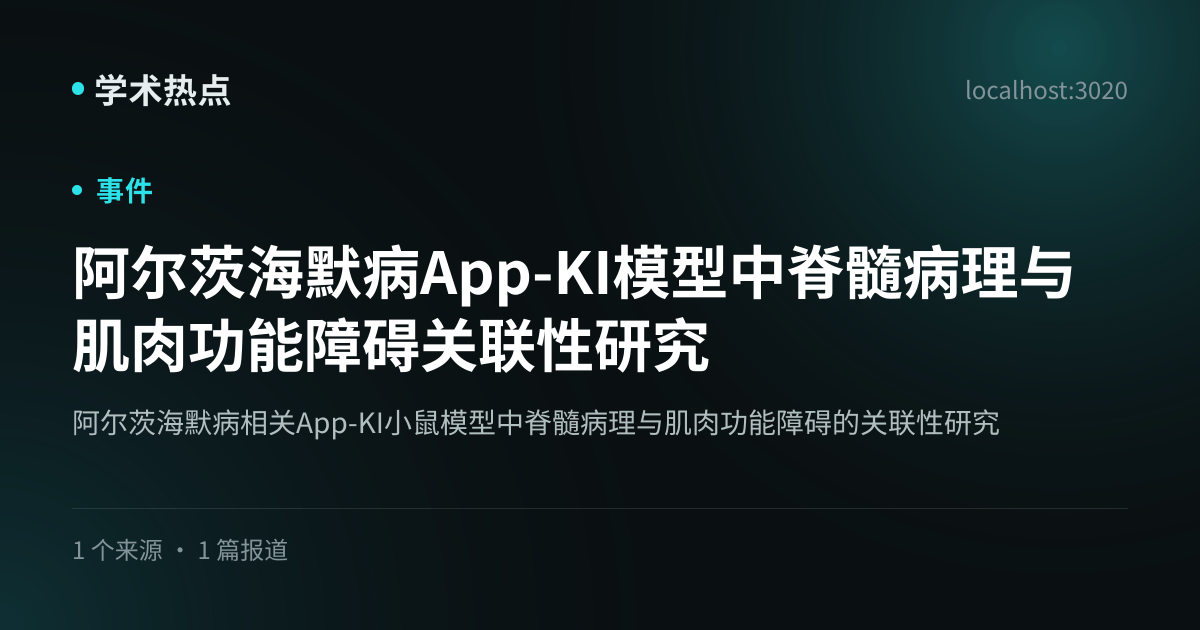 学术热点
localhost:3020
事件
阿尔茨海默病App-KI模型中脊髓病理与
肌肉功能障碍关联性研究
阿尔茨海默病相关App-KI小鼠模型中脊髓病理与肌肉功能障碍的关联性研究
1 个来源 · 1 篇报道